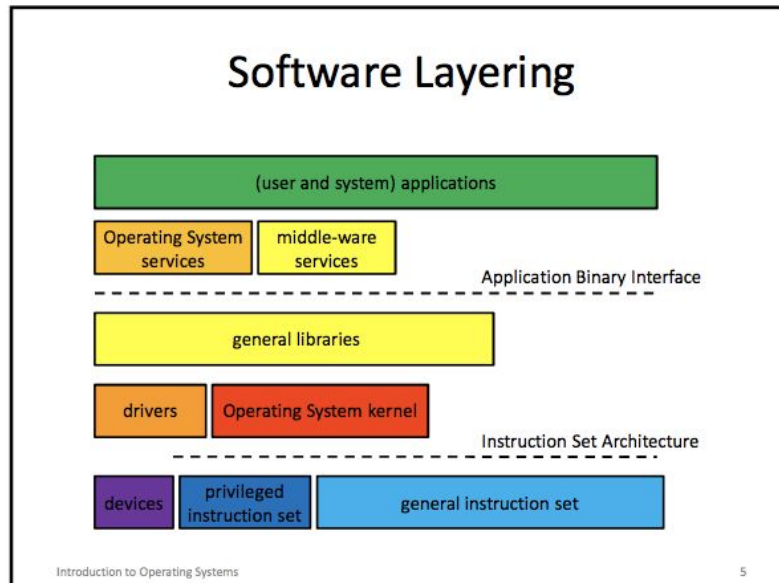 Software Layering
(user and system) applications
Operating System
services
middle-ware
services
Application Binary Interface
general libraries
drivers
Operating System kernel
Instruction Set Architecture
devices
privileged
instruction set
general instruction set
Introduction to Operating Systems
5